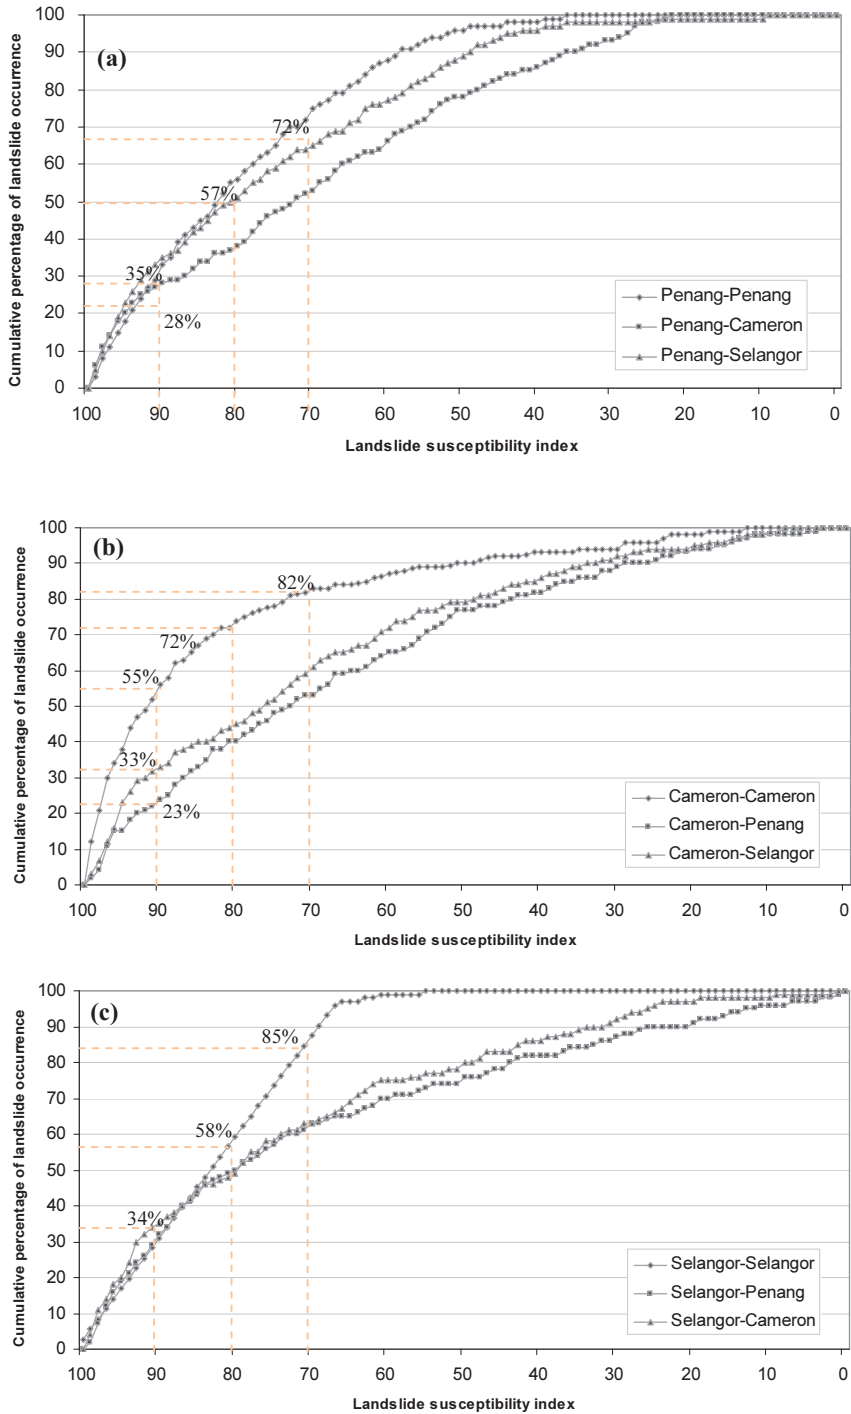 (a)
Cumulative percentage of landslide occurrence
100
90
80
70
60
50
40
30
20
10
0
72%
57%
35%
28%
Penang-Penang
Penang-Cameron
Penang-Selangor
100 90 80 70 60 50 40 30 20 10 0
Landslide susceptibility index
(b)
Cumulative percentage of landslide occurrence
100
90
80
70
60
50
40
30
20
10
0
82%
72%
55%
33%
23%
Cameron-Cameron
Cameron-Penang
Cameron-Selangor
100 90 80 70 60 50 40 30 20 10 0
Landslide susceptibility index
(c)
Cumulative percentage of landslide occurrence
100
90
80
70
60
50
40
30
20
10
0
85%
58%
34%
Selangor-Selangor
Selangor-Penang
Selangor-Cameron
100 90 80 70 60 50 40 30 20 10 0
Landslide susceptibility index